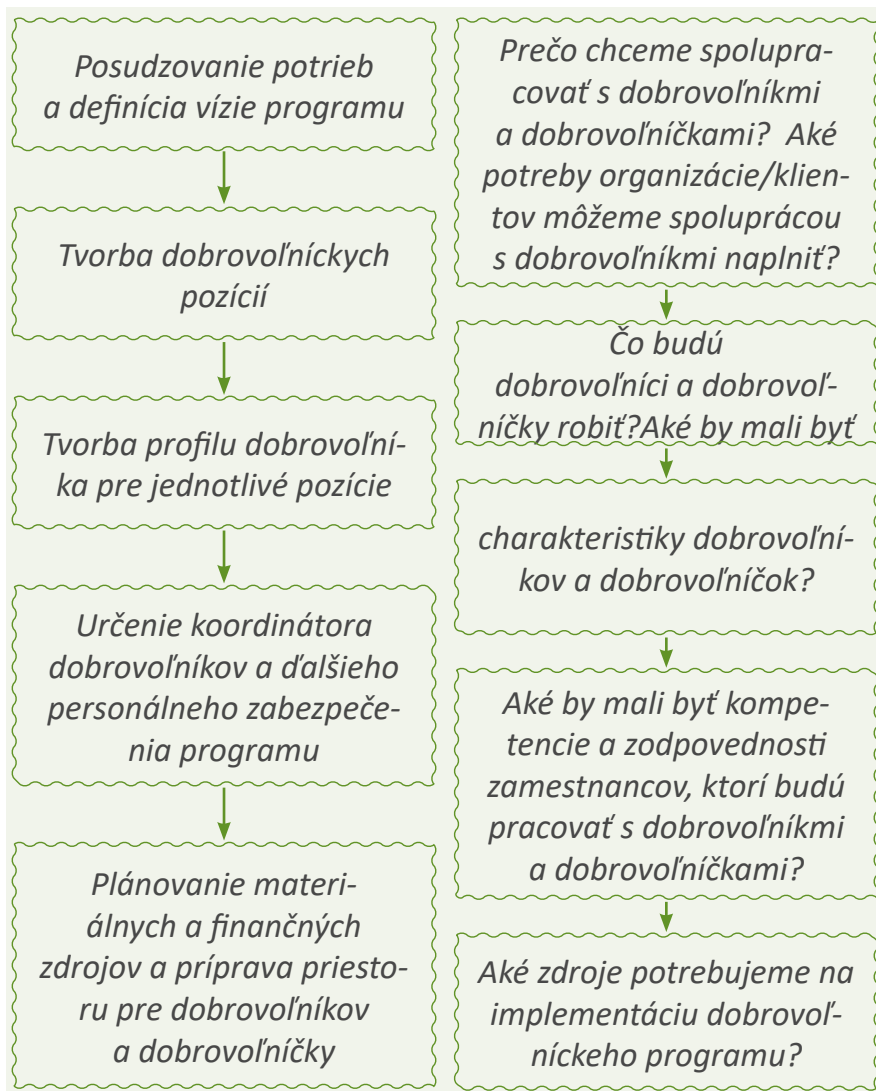 Posudzovanie potrieb
a definícia vízie programu
Tvorba dobrovoľníckych
pozícií
Tvorba profilu dobrovoľní-
ka pre jednotlivé pozície
Určenie koordinátora
dobrovoľníkov a ďalšieho
personálneho zabezpeče-
nia programu
Plánovanie materi-
álnych a finančných
zdrojov a príprava priesto-
ru pre dobrovoľníkov
a dobrovoľníčky
Prečo chceme spolupra-
covať s dobrovoľníkmi
a dobrovoľníčkami?  Aké
potreby organizácie/klien-
tov môžeme spoluprácou
s dobrovoľníkmi naplniť?
Čo budú
dobrovoľníci a dobrovoľ-
níčky robiť?Aké by mali byť
charakteristiky dobrovoľní-
kov a dobrovoľníčok?
Aké by mali byť kompe-
tencie a zodpovednosti
zamestnancov, ktorí budú
pracovať s dobrovoľníkmi
a dobrovoľníčkami?
Aké zdroje potrebujeme na
implementáciu dobrovoľ-
níckeho programu?